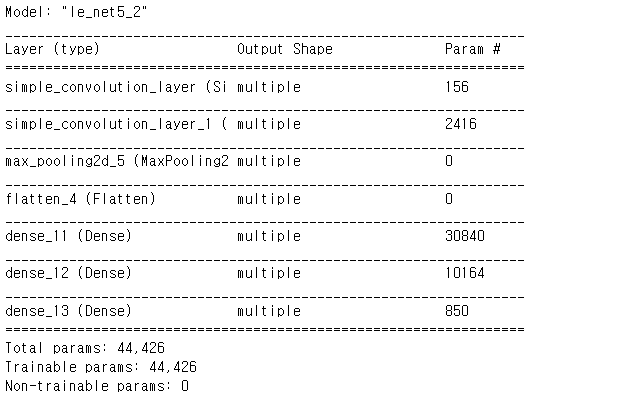 Model: "le_net5_2"
_________________________________________________________________
Layer (type)                 Output Shape              Param #
=================================================================
simple_convolution_layer (Si multiple                  156
_________________________________________________________________
simple_convolution_layer_1 ( multiple                  2416
_________________________________________________________________
max_pooling2d_5 (MaxPooling2 multiple                  0
_________________________________________________________________
flatten_4 (Flatten)          multiple                  0
_________________________________________________________________
dense_11 (Dense)             multiple                  30840
_________________________________________________________________
dense_12 (Dense)             multiple                  10164
_________________________________________________________________
dense_13 (Dense)             multiple                  850
=================================================================
Total params: 44,426
Trainable params: 44,426
Non-trainable params: 0